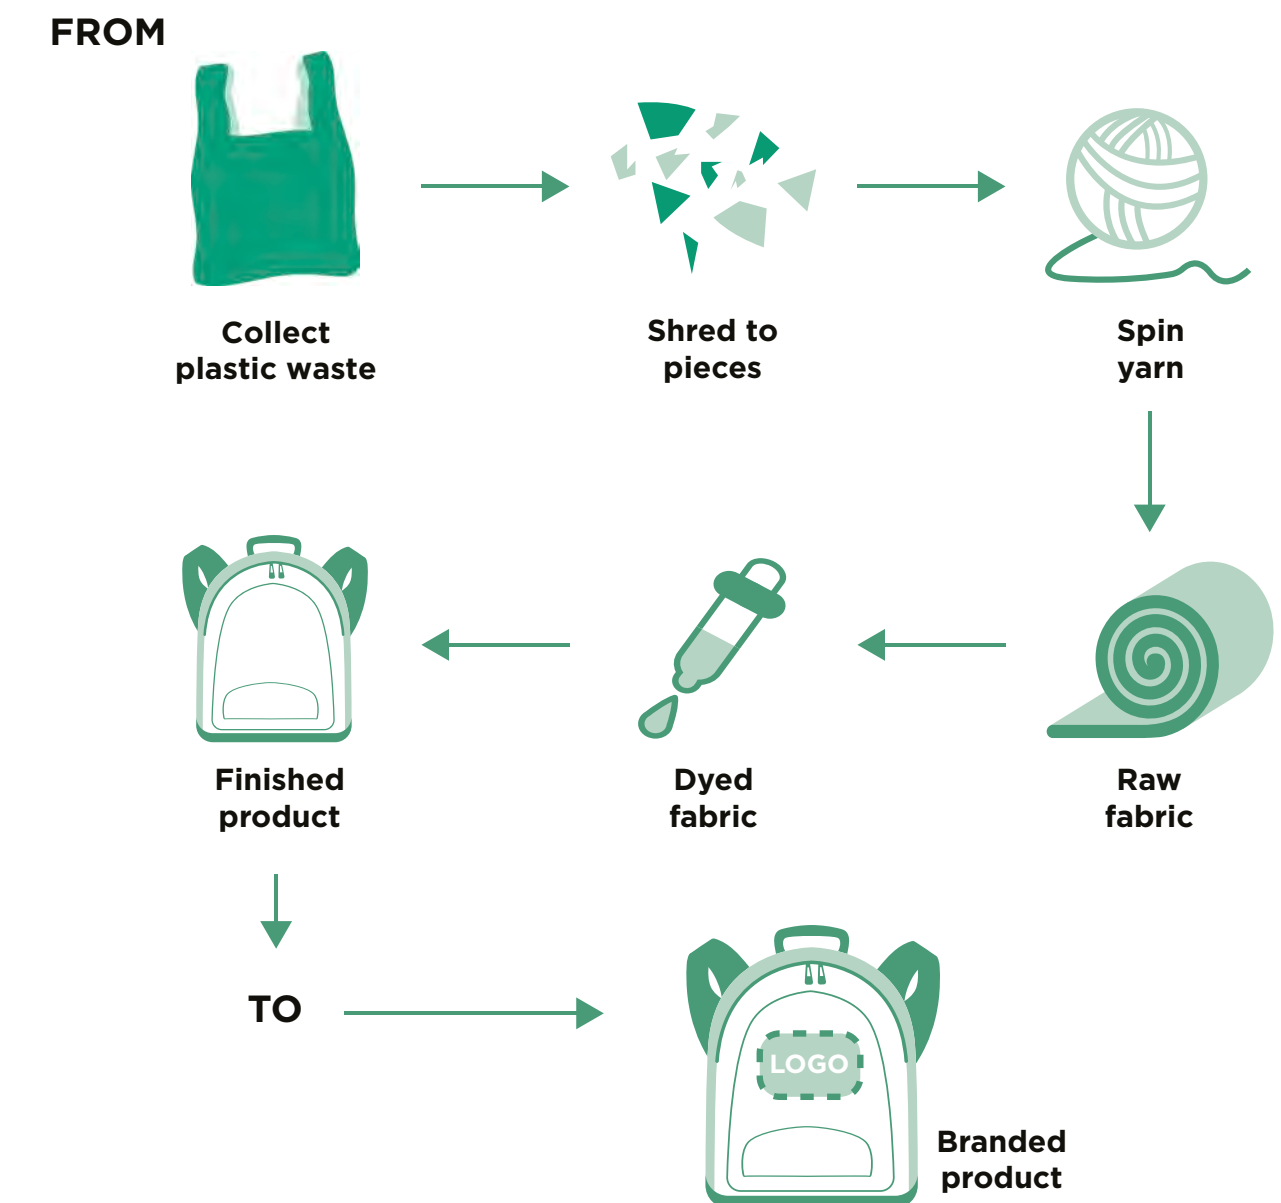 FROM
Collect
plastic waste
Shred to
pieces
Spin
yarn
Raw
fabric
Dyed
fabric
Finished
product
TO
LOGO
Branded
product